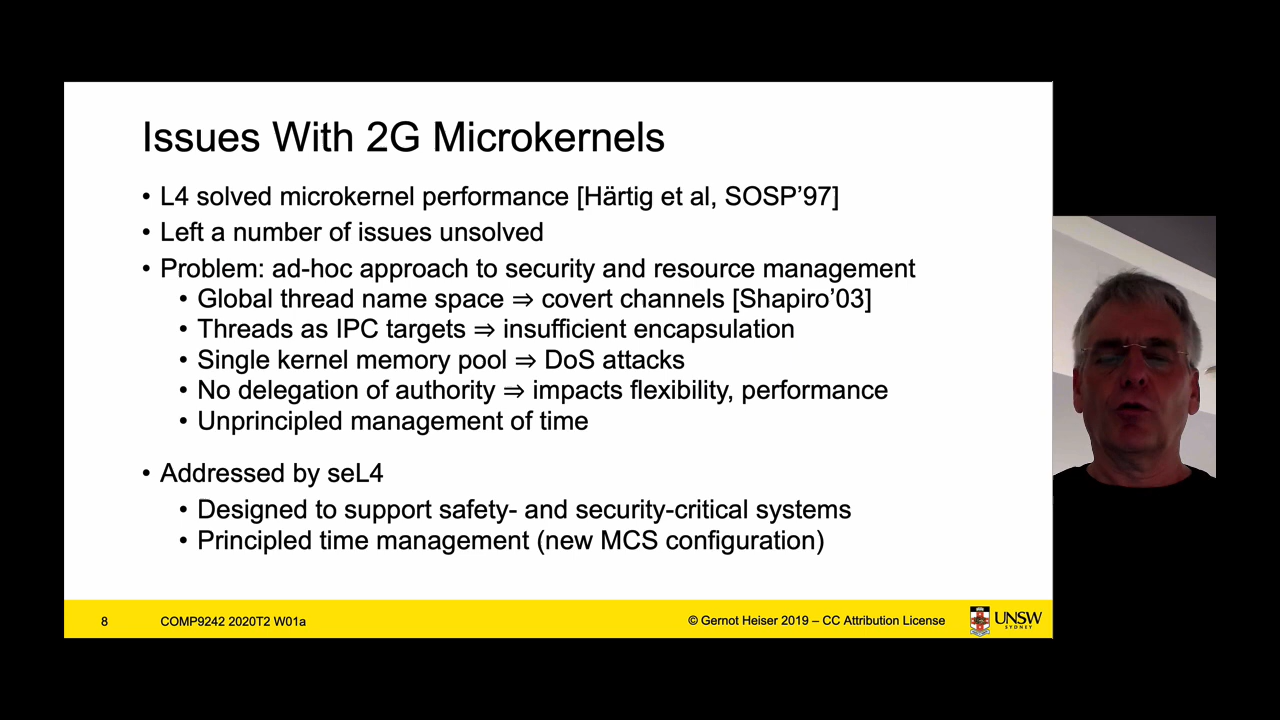 Issues With 2G Microkernels
• L4 solved microkernel performance [Härtig et al, SOSP’97]
• Left a number of issues unsolved
• Problem: ad-hoc approach to security and resource management
• Global thread name space ⇒ covert channels [Shapiro’03]
• Threads as IPC targets ⇒ insufficient encapsulation
• Single kernel memory pool ⇒ DoS attacks
• No delegation of authority ⇒ impacts flexibility, performance
• Unprincipled management of time
• Addressed by seL4
• Designed to support safety- and security-critical systems
• Principled time management (new MCS configuration)
8 COMP9242 2020T2 W01a © Gernot Heiser 2019 – CC Attribution License UNSW
SYDNEY